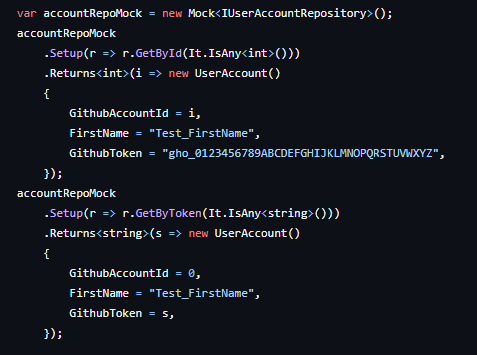 var accountRepoMock = new Mock<IUserAccountRepository>();
accountRepoMock
    .Setup(r => r.GetById(It.IsAny<int>()))
    .Returns<int>(i => new UserAccount()
    {
        GithubAccountId = i,
        FirstName = "Test_FirstName",
        GithubToken = "gho_0123456789ABCDEFGHIJKLMNOPQRSTUVWXYZ",
    });
accountRepoMock
    .Setup(r => r.GetByToken(It.IsAny<string>()))
    .Returns<string>(s => new UserAccount()
    {
        GithubAccountId = 0,
        FirstName = "Test_FirstName",
        GithubToken = s,
    });